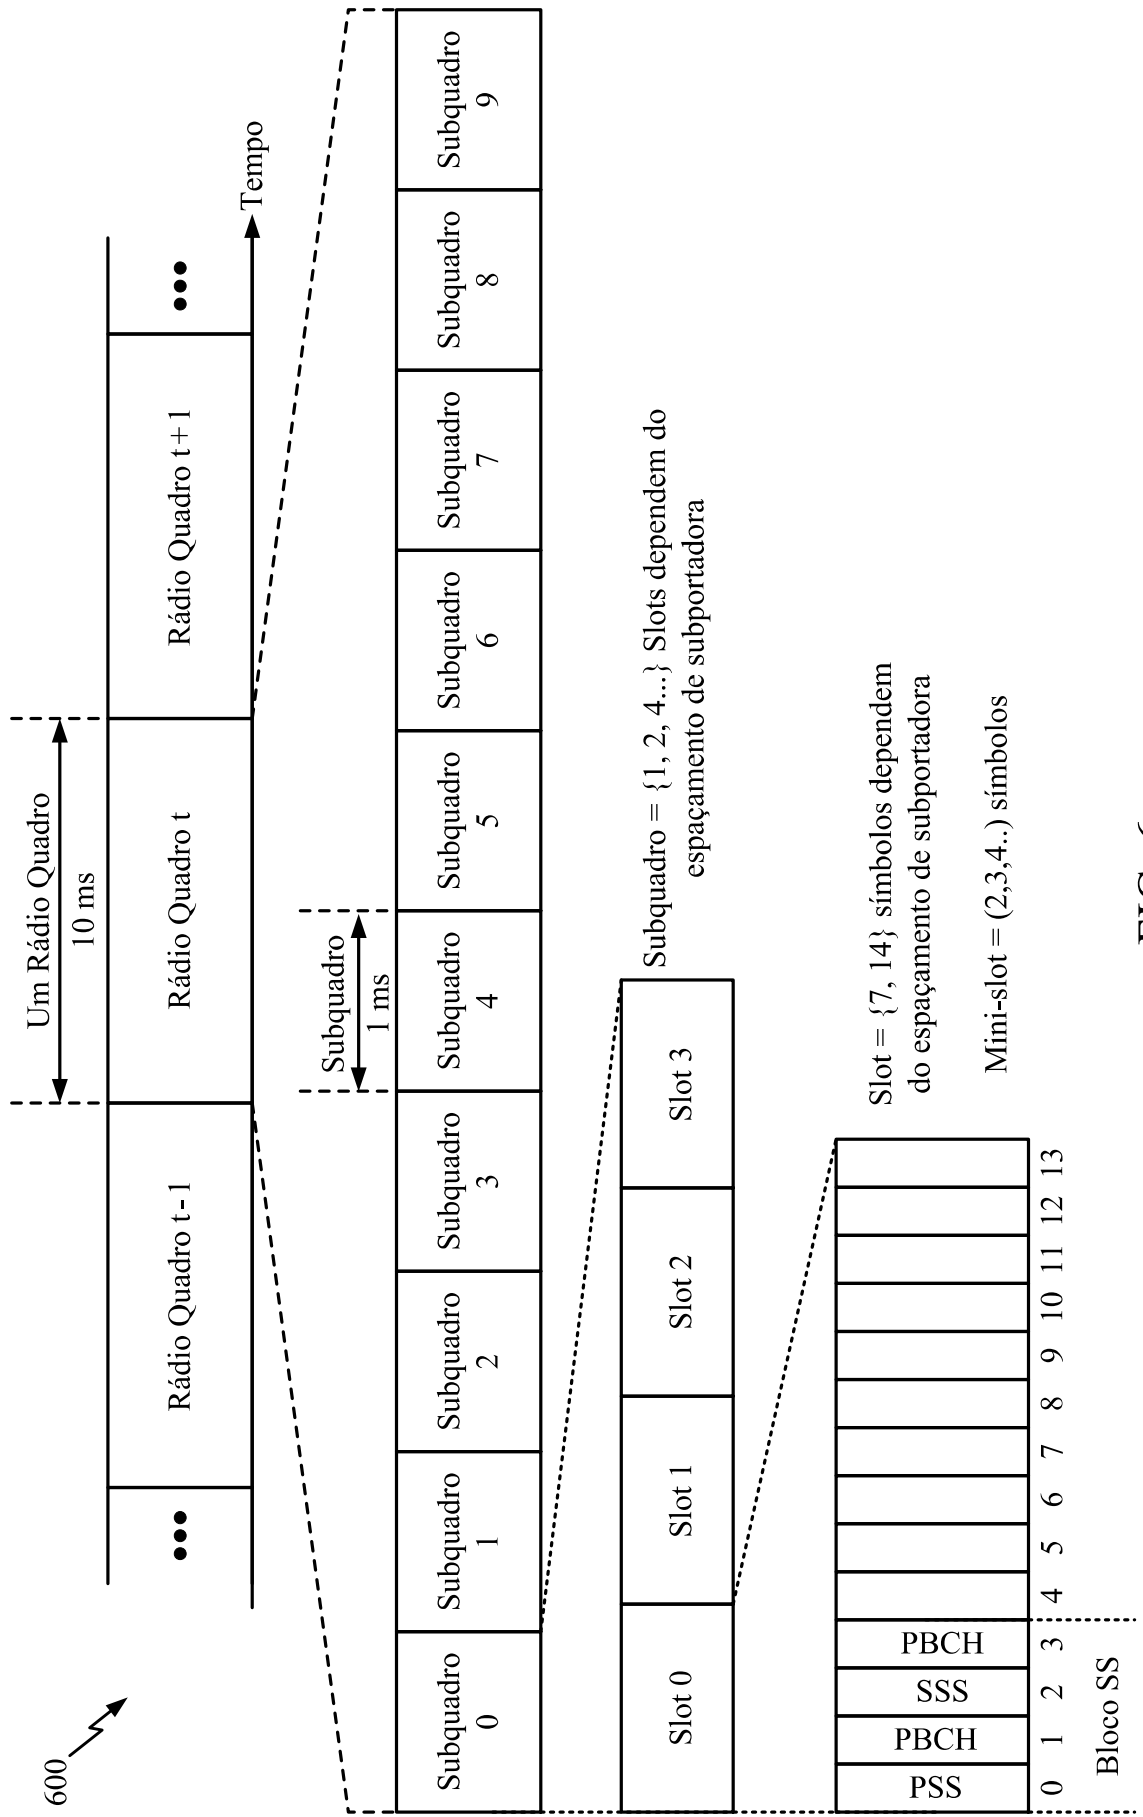 600
Um Rádio Quadro
10 ms
Rádio Quadro t-1
Rádio Quadro t
Rádio Quadro t+1
Tempo
Subquadro
1 ms
Subquadro
0
Subquadro
1
Subquadro
2
Subquadro
3
Subquadro
4
Subquadro
5
Subquadro
6
Subquadro
7
Subquadro
8
Subquadro
9
Slot 0
Slot 1
Slot 2
Slot 3
Subquadro = {1, 2, 4...} Slots dependem do
espaçamento de subportadora
PSS
PBCH
SSS
PBCH
0 1 2 3 4 5 6 7 8 9 10 11 12 13
Bloco SS
Slot = {7, 14} símbolos dependem
do espaçamento de subportadora
Mini-slot = (2,3,4..) símbolos